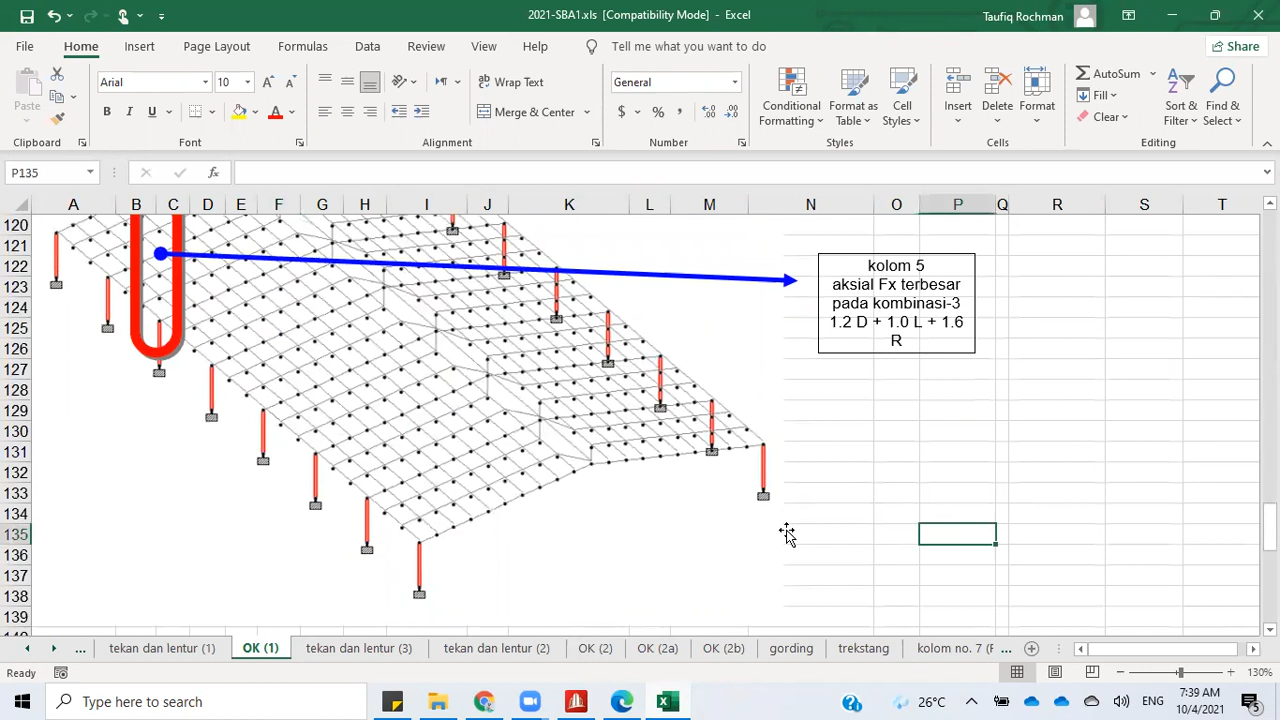 2021-SBA1.xls [Compatibility Mode] - Excel
Taufiq Rochman
File Home Insert Page Layout Formulas Data Review View Help Tell me what you want to do Share
Paste
Clipboard
Arial 10
B I U
A A
Font
Wrap Text
Merge & Center
Alignment
General
$ % ,
Number
Conditional Formatting
Format as Table
Cell Styles
Styles
Insert
Delete
Format
Cells
AutoSum
Fill
Clear
Sort & Filter
Find & Select
Editing
P135 fx
A B C D E F G H I J K L M N O P Q R S T
120
121
122
123
124
125
126
127
128
129
130
131
132
133
134
135
136
137
138
139
kolom 5
aksial Fx terbesar
pada kombinasi-3
1.2 D + 1.0 L + 1.6
R
... tekan dan lentur (1) OK (1) tekan dan lentur (3) tekan dan lentur (2) OK (2) OK (2a) OK (2b) gording trekstang kolom no. 7 (F ...
Ready
130%
Type here to search
26°C
ENG
7:39 AM
10/4/2021
5